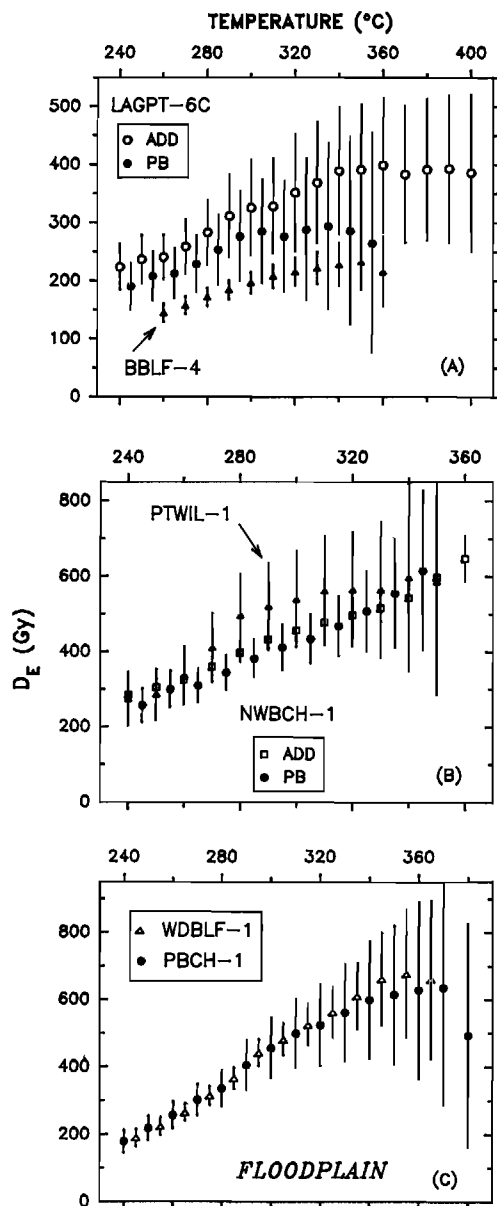 TEMPERATURE (°C)
240 280 320 360 400
500
LAGPT-6C
ADD
400
PB
300
200
100
BBLF-4
(A)
0
240 280 320 360
800
PTWIL-1
600
400
NWBCH-1
200
ADD
PB
(B)
0
D_E (Gy)
240 280 320 360
WDBLF-1
800
PBCH-1
600
400
200
FLOODPLAIN
(C)
0